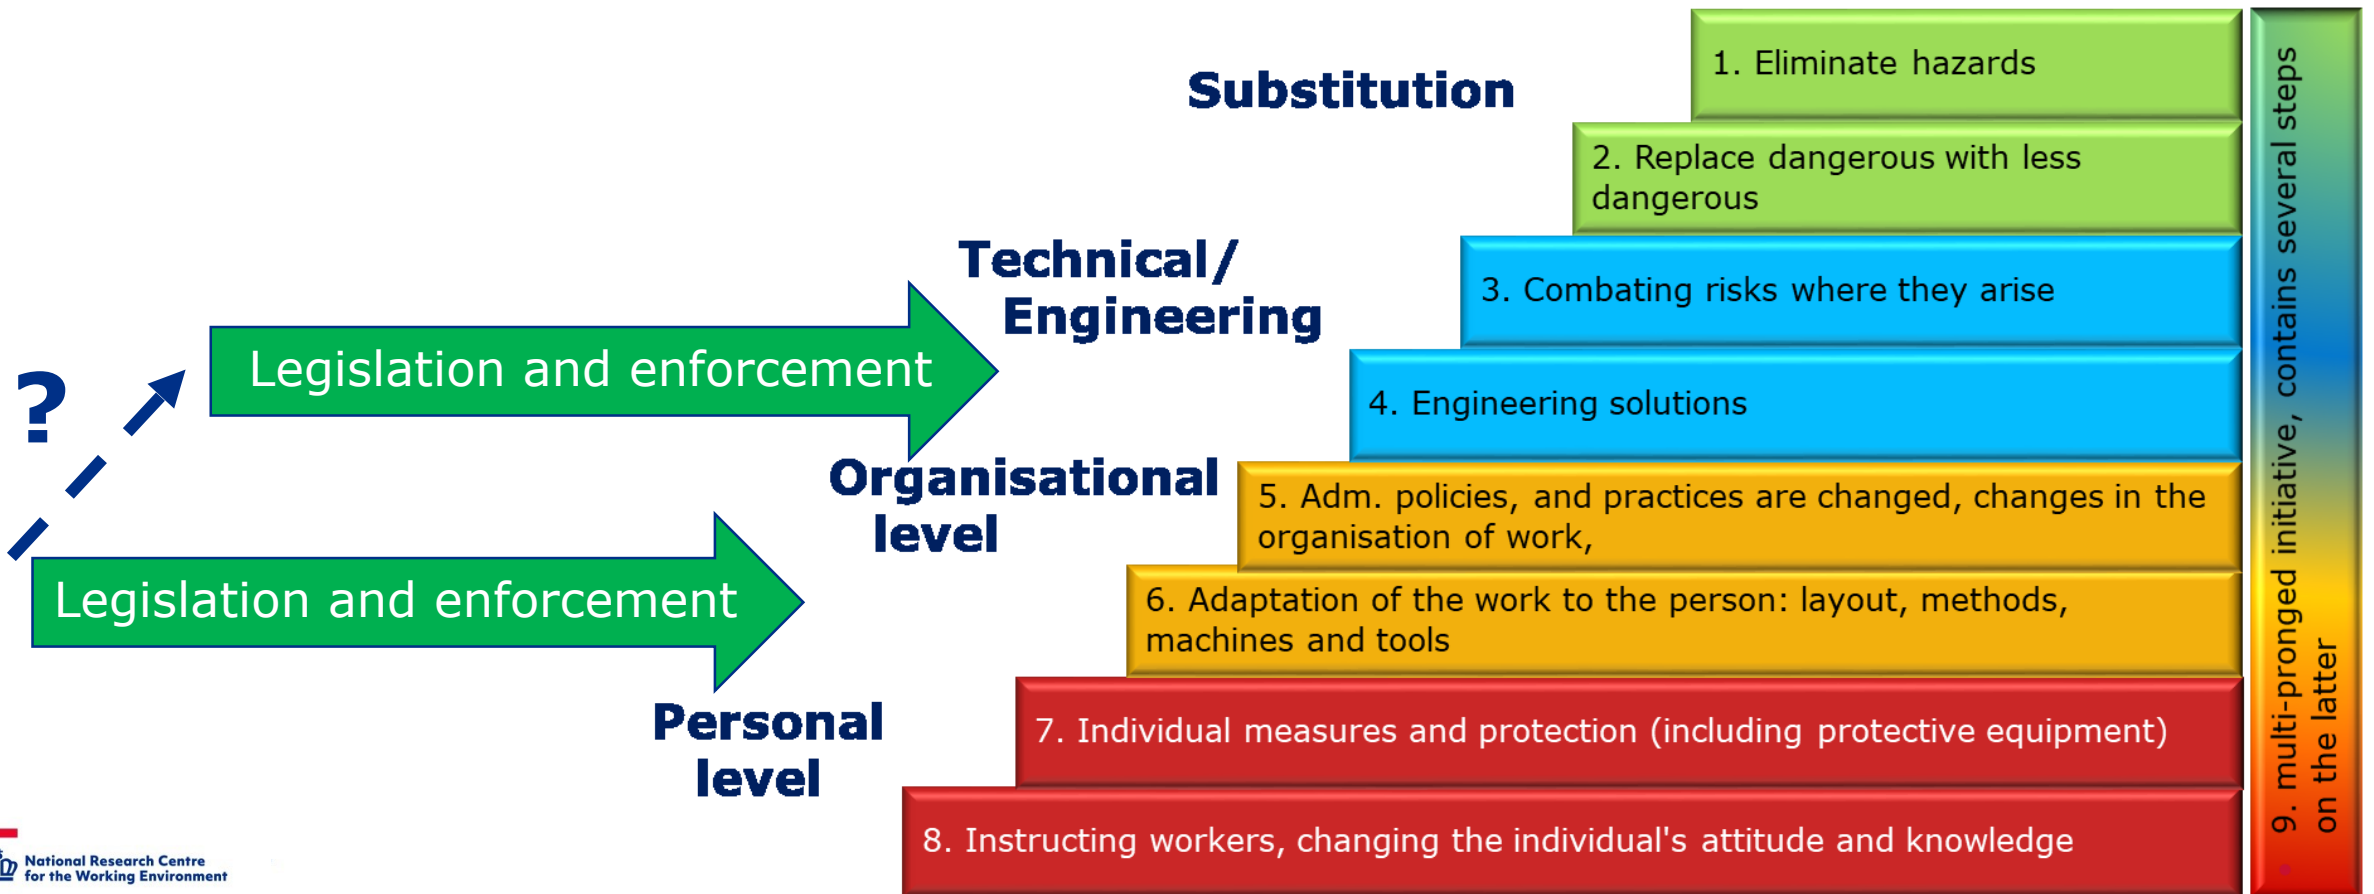 Substitution
1. Eliminate hazards
2. Replace dangerous with less
dangerous
Technical/
Engineering
3. Combating risks where they arise
Legislation and enforcement
?
4. Engineering solutions
Organisational
level
5. Adm. policies, and practices are changed, changes in the
organisation of work,
Legislation and enforcement
6. Adaptation of the work to the person: layout, methods,
machines and tools
Personal
level
7. Individual measures and protection (including protective equipment)
8. Instructing workers, changing the individual's attitude and knowledge
9. multi-pronged initiative, contains several steps
on the latter
National Research Centre
for the Working Environment